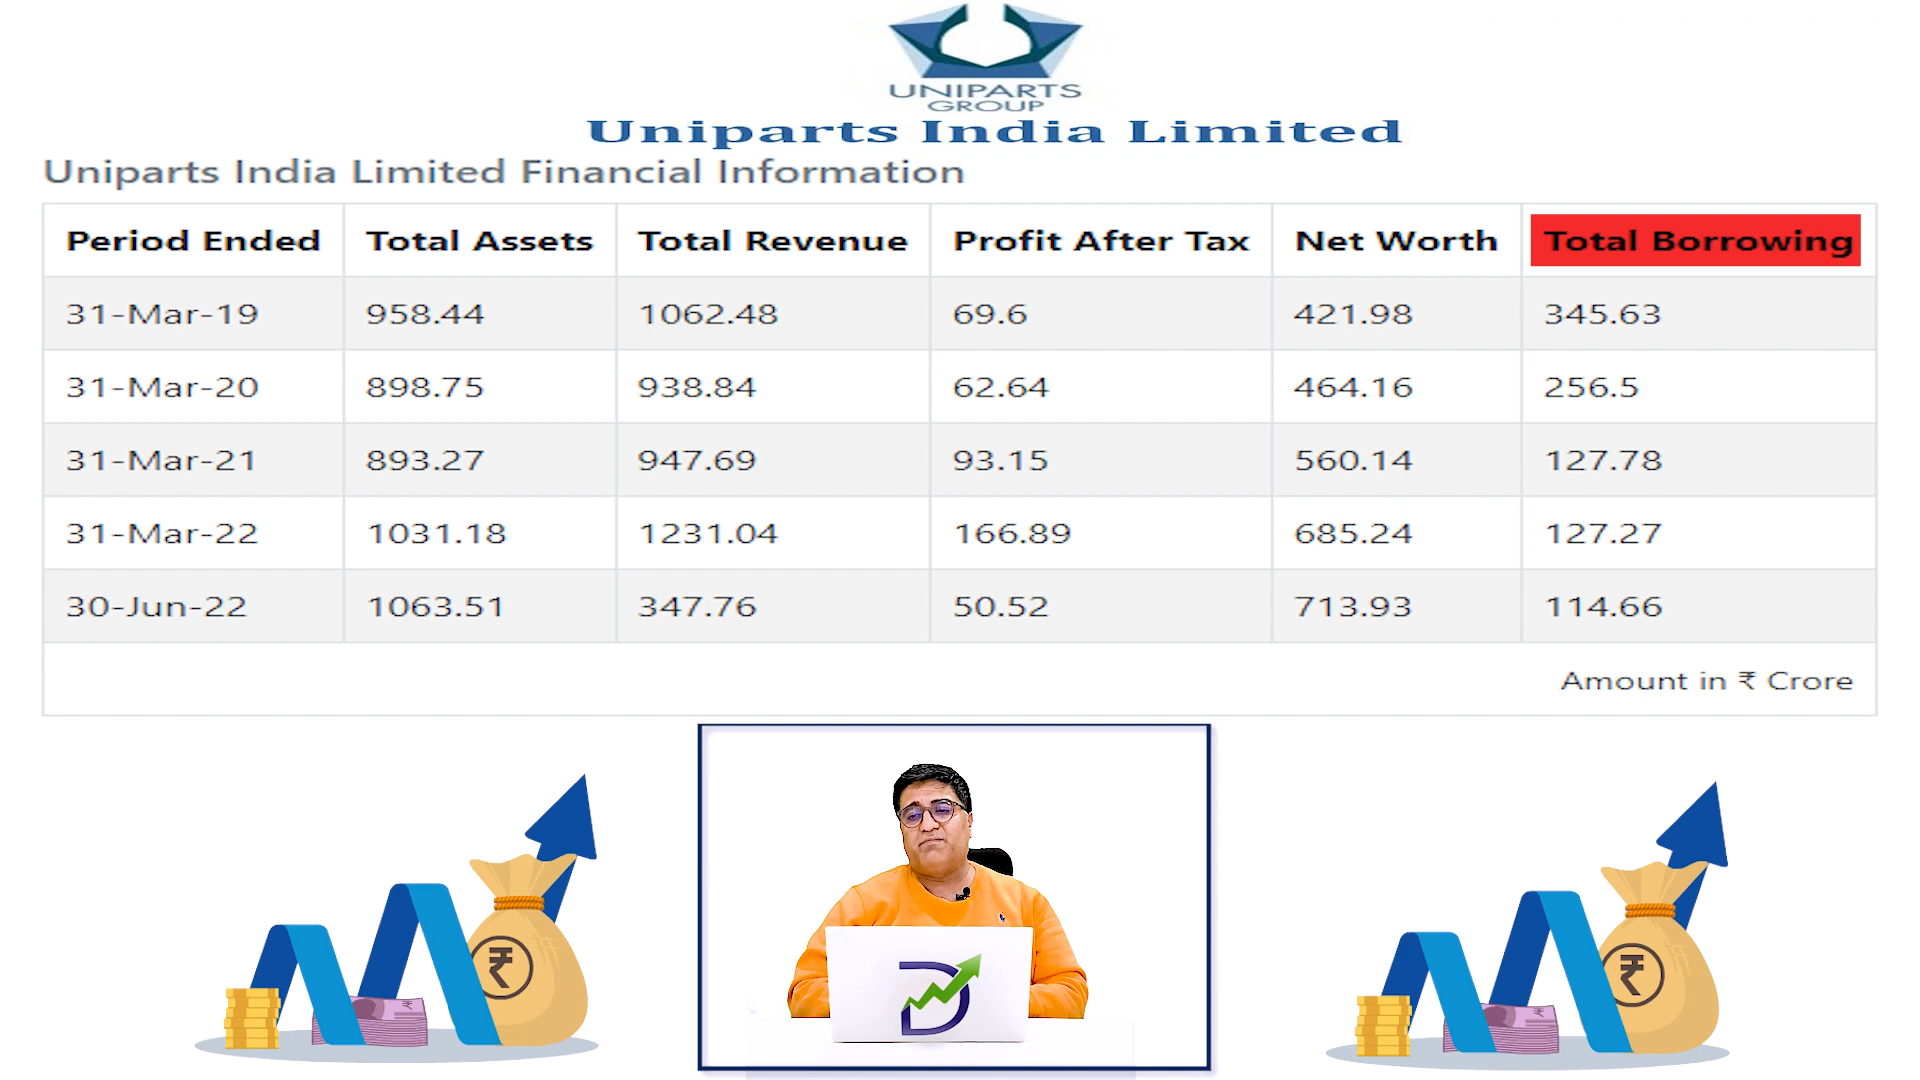 UNIPARTS
GROUP
Uniparts India Limited
Uniparts India Limited Financial Information
Period Ended Total Assets Total Revenue Profit After Tax Net Worth Total Borrowing
31-Mar-19 958.44 1062.48 69.6 421.98 345.63
31-Mar-20 898.75 938.84 62.64 464.16 256.5
31-Mar-21 893.27 947.69 93.15 560.14 127.78
31-Mar-22 1031.18 1231.04 166.89 685.24 127.27
30-Jun-22 1063.51 347.76 50.52 713.93 114.66
Amount in ₹ Crore
₹
₹
D